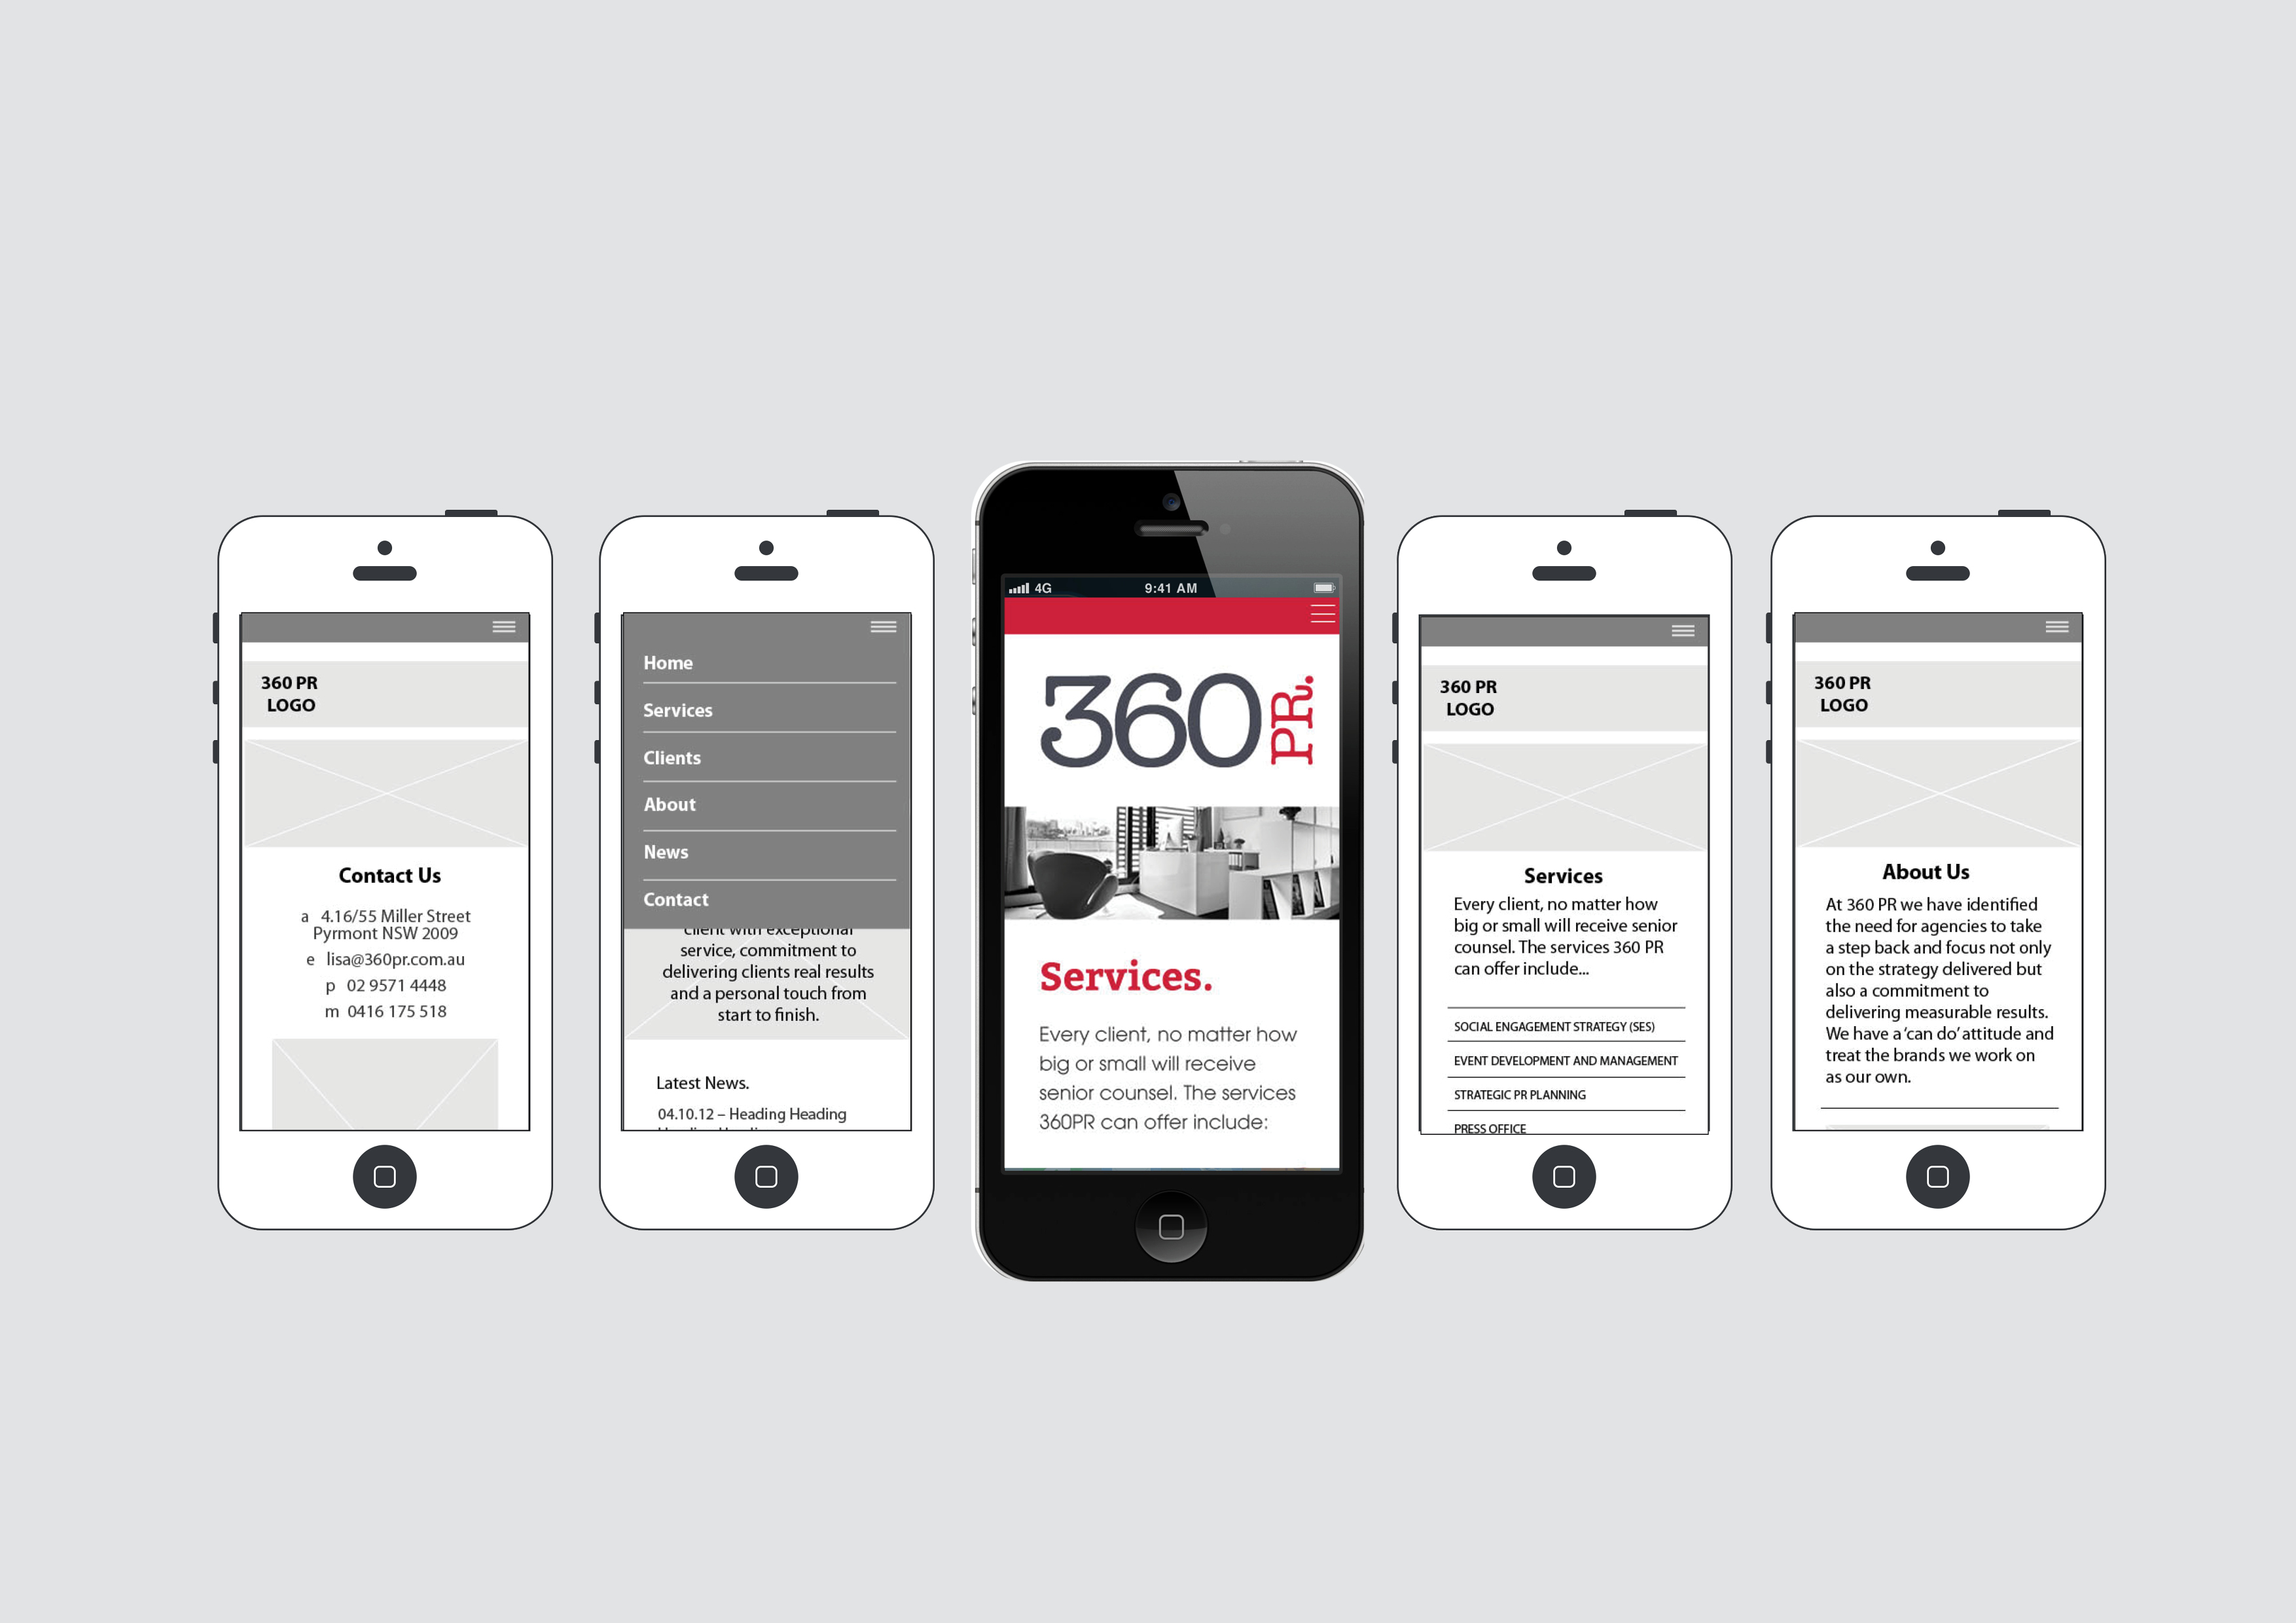 360 PR
LOGO
Contact Us
a 4.16/55 Miller Street
Pyrmont NSW 2009
e lisa@360pr.com.au
p 02 9571 4448
m 0416 175 518
Home
Services
Clients
About
News
Contact
client with exceptional
service, commitment to
delivering clients real results
and a personal touch from
start to finish.
Latest News.
04.10.12 – Heading Heading
4G 9:41 AM
360 PR.
Services.
Every client, no matter how
big or small will receive
senior counsel. The services
360PR can offer include:
360 PR
LOGO
Services
Every client, no matter how
big or small will receive senior
counsel. The services 360 PR
can offer include...
SOCIAL ENGAGEMENT STRATEGY (SES)
EVENT DEVELOPMENT AND MANAGEMENT
STRATEGIC PR PLANNING
PRESS OFFICE
360 PR
LOGO
About Us
At 360 PR we have identified
the need for agencies to take
a step back and focus not only
on the strategy delivered but
also a commitment to
delivering measurable results.
We have a ‘can do’ attitude and
treat the brands we work on
as our own.